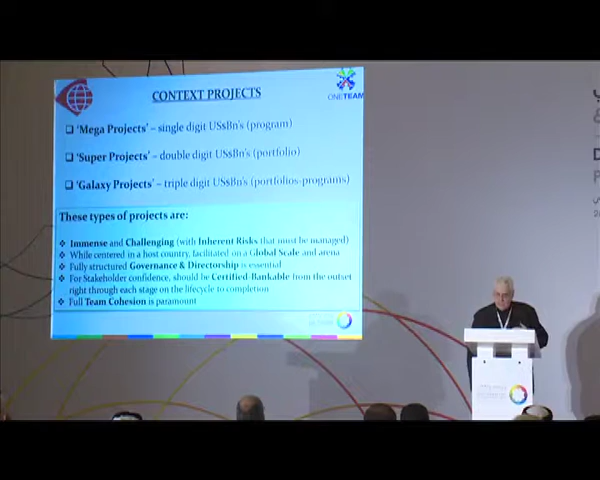 CONTEXT PROJECTS
ONETEAM
❑ 'Mega Projects' – single digit US$Bn's (program)
❑ 'Super Projects' – double digit US$Bn's (portfolio)
❑ 'Galaxy Projects' – triple digit US$Bn's (portfolios-programs)
These types of projects are:
❖ Immense and Challenging (with Inherent Risks that must be managed)
❖ While centered in a host country, facilitated on a Global Scale and arena
❖ Fully structured Governance & Directorship is essential
❖ For Stakeholder confidence, should be Certified-Bankable from the outset
right through each stage on the lifecycle to completion
❖ Full Team Cohesion is paramount